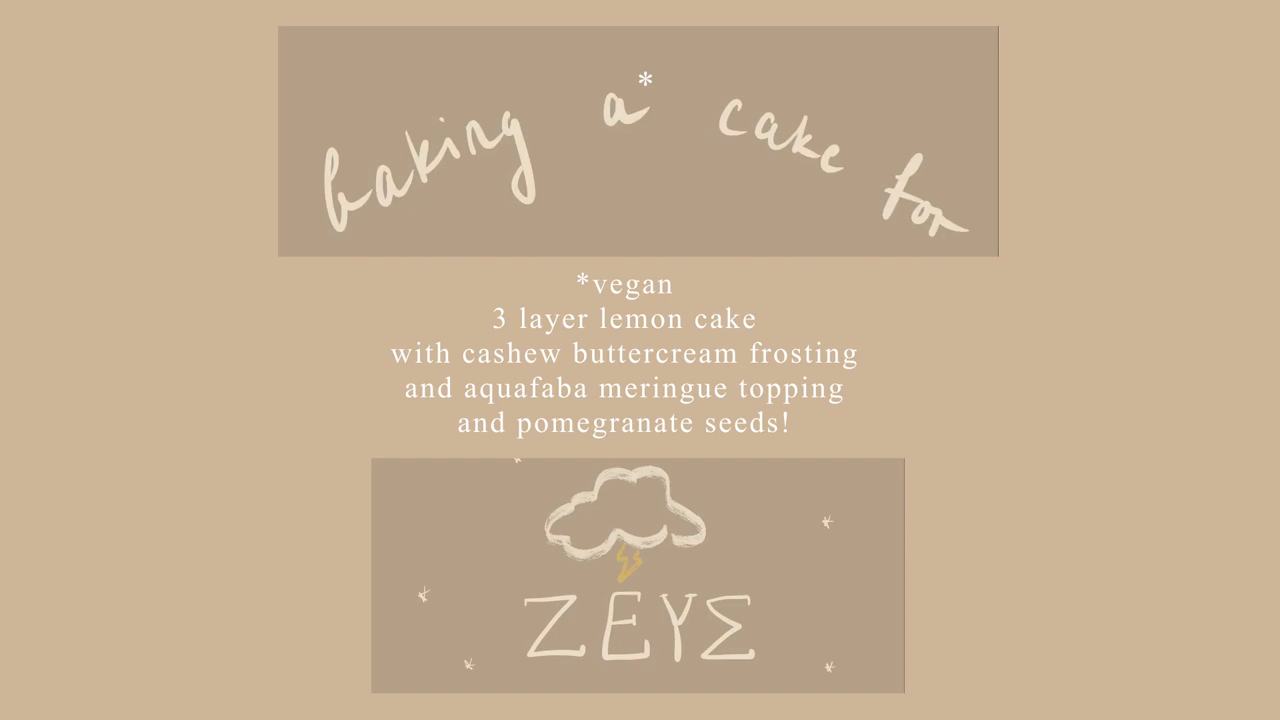 baking a* cake for
*vegan
3 layer lemon cake
with cashew buttercream frosting
and aquafaba meringue topping
and pomegranate seeds!
ΖΕΥΣ